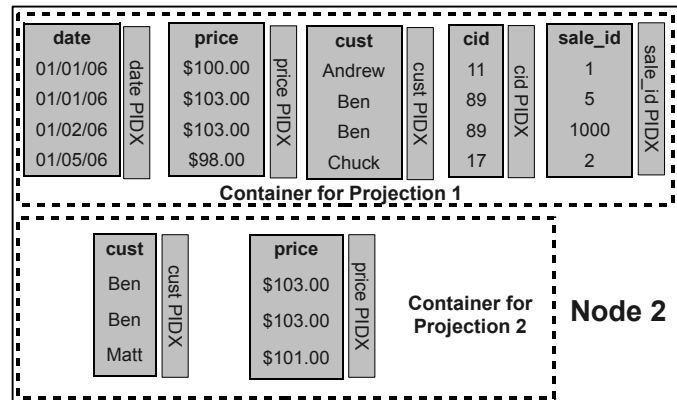 date price cust cid sale_id
01/01/06 $100.00 Andrew 11 1
01/01/06 $103.00 Ben 89 5
01/02/06 $103.00 Ben 89 1000
01/05/06 $98.00 Chuck 17 2
date PIDX
price PIDX
cust PIDX
cid PIDX
sale_id PIDX
Container for Projection 1
cust price
Ben $103.00
Ben $103.00
Matt $101.00
cust PIDX
price PIDX
Container for
Projection 2
Node 2